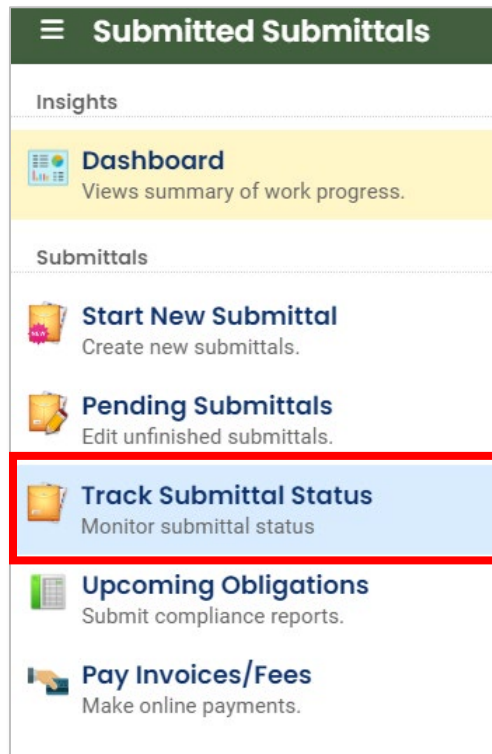 Submitted Submittals
Insights
Dashboard
Views summary of work progress.
Submittals
NEW
Start New Submittal
Create new submittals.
Pending Submittals
Edit unfinished submittals.
Track Submittal Status
Monitor submittal status
Upcoming Obligations
Submit compliance reports.
Pay Invoices/Fees
Make online payments.